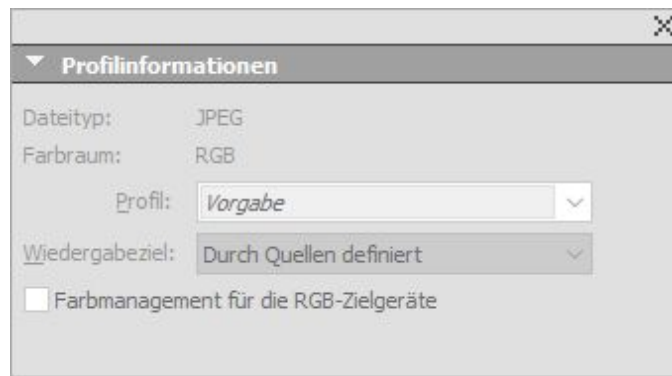 Profilinformationen
Dateityp: JPEG
Farbraum: RGB
Profil: Vorgabe
Wiedergabeziel: Durch Quellen definiert
Farbmanagement für die RGB-Zielgeräte